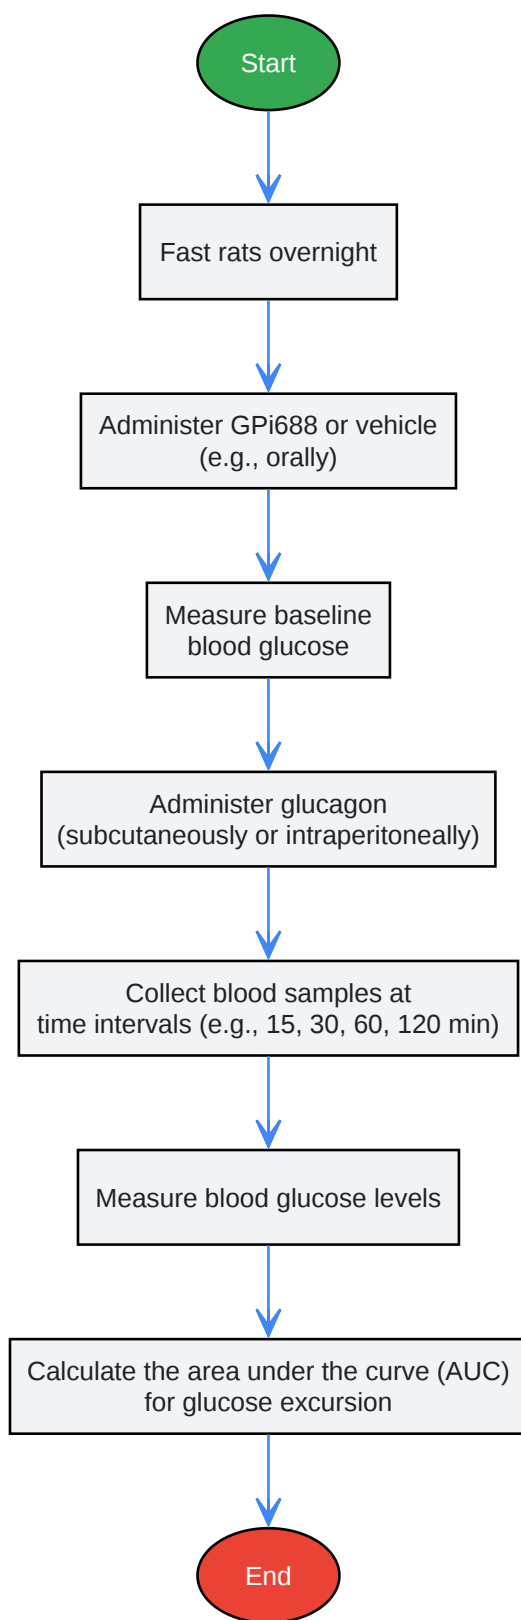 Start
Fast rats overnight
Administer GPi688 or vehicle
(e.g., orally)
Measure baseline
blood glucose
Administer glucagon
(subcutaneously or intraperitoneally)
Collect blood samples at
time intervals (e.g., 15, 30, 60, 120 min)
Measure blood glucose levels
Calculate the area under the curve (AUC)
for glucose excursion
End